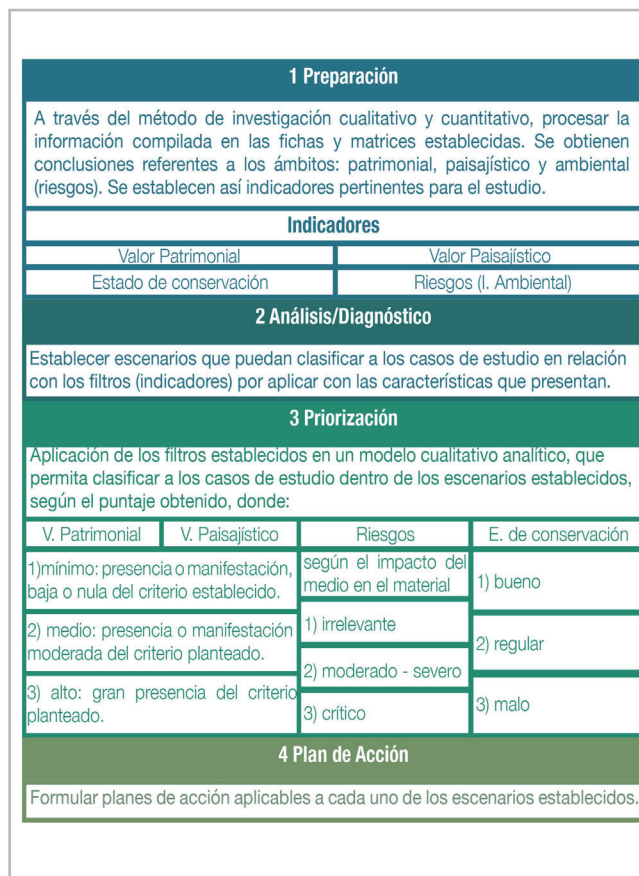 1 Preparación
A través del método de investigación cualitativo y cuantitativo, procesar la
información compilada en las fichas y matrices establecidas. Se obtienen
conclusiones referentes a los ámbitos: patrimonial, paisajístico y ambiental
(riesgos). Se establecen así indicadores pertinentes para el estudio.
Indicadores
Valor Patrimonial
Valor Paisajístico
Estado de conservación
Riesgos (I. Ambiental)
2 Análisis/Diagnóstico
Establecer escenarios que puedan clasificar a los casos de estudio en relación
con los filtros (indicadores) por aplicar con las características que presentan.
3 Priorización
Aplicación de los filtros establecidos en un modelo cualitativo analítico, que
permita clasificar a los casos de estudio dentro de los escenarios establecidos,
según el puntaje obtenido, donde:
V. Patrimonial
V. Paisajístico
Riesgos
E. de conservación
1)mínimo: presencia o manifestación,
baja o nula del criterio establecido.
2) medio: presencia o manifestación
moderada del criterio planteado.
3) alto: gran presencia del criterio
planteado.
según el impacto del
medio en el material
1) irrelevante
2) moderado - severo
3) crítico
1) bueno
2) regular
3) malo
4 Plan de Acción
Formular planes de acción aplicables a cada uno de los escenarios establecidos.